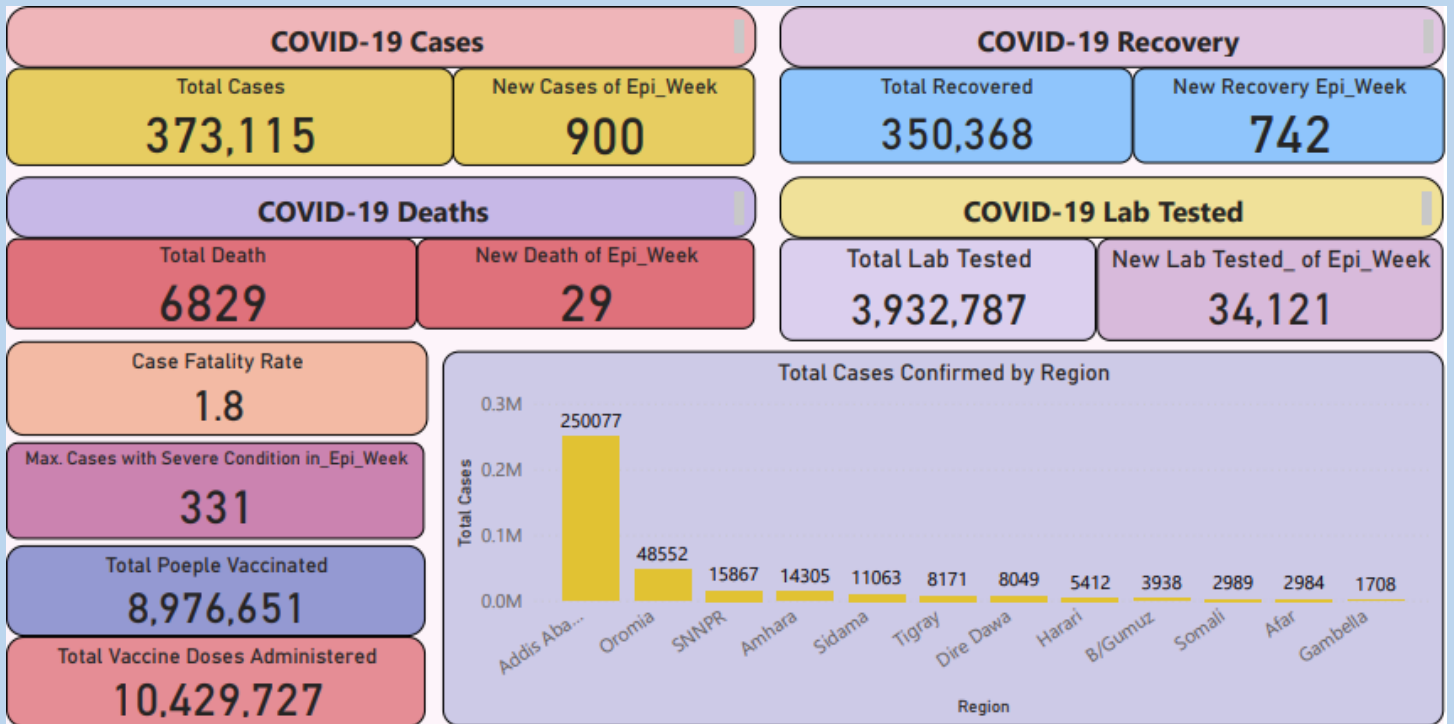 COVID-19 Cases
Total Cases
373,115
New Cases of Epi_Week
900
COVID-19 Recovery
Total Recovered
350,368
New Recovery Epi_Week
742
COVID-19 Deaths
Total Death
6829
New Death of Epi_Week
29
COVID-19 Lab Tested
Total Lab Tested
3,932,787
New Lab Tested_ of Epi_Week
34,121
Case Fatality Rate
1.8
Max. Cases with Severe Condition in_Epi_Week
331
Total Poeple Vaccinated
8,976,651
Total Vaccine Doses Administered
10,429,727
Total Cases Confirmed by Region
Total Cases
0.3M
0.2M
0.1M
0.0M
250077
48552
15867
14305
11063
8171
8049
5412
3938
2989
2984
1708
Addis Aba...
Oromia
SNNPR
Amhara
Sidama
Tigray
Dire Dawa
Harari
B/Gumuz
Somali
Afar
Gambella
Region